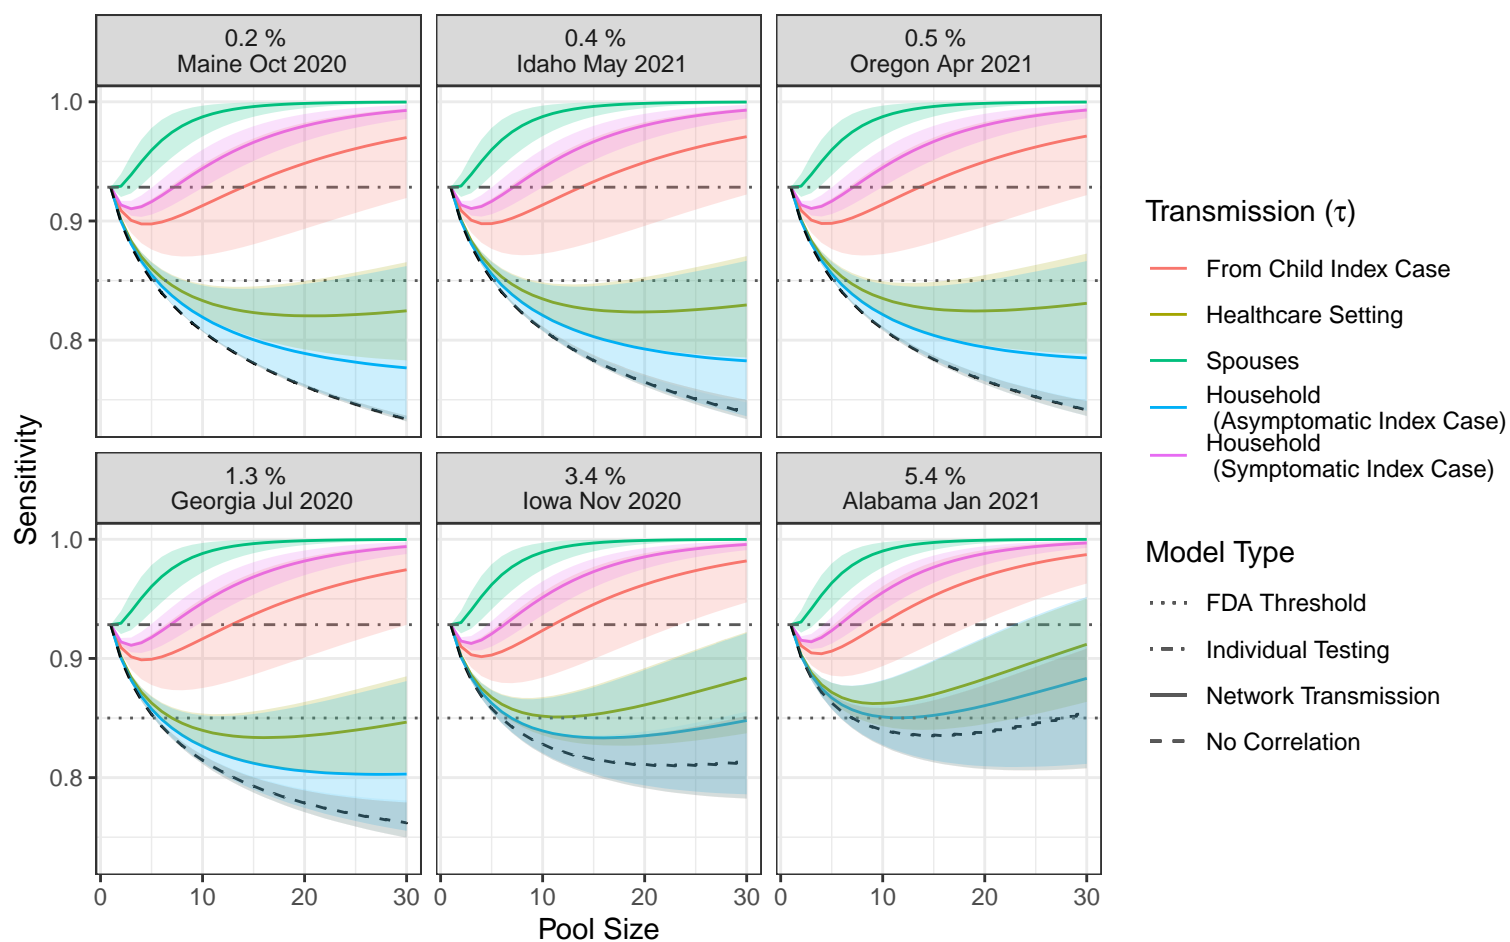 0.2 %
Maine Oct 2020
0.4 %
Idaho May 2021
0.5 %
Oregon Apr 2021
1.0
0.9
0.8
1.3 %
Georgia Jul 2020
3.4 %
Iowa Nov 2020
5.4 %
Alabama Jan 2021
1.0
0.9
0.8
0 10 20 30
0 10 20 30
0 10 20 30
Sensitivity
Pool Size
Transmission (τ)
From Child Index Case
Healthcare Setting
Spouses
Household
(Asymptomatic Index Case)
Household
(Symptomatic Index Case)
Model Type
FDA Threshold
Individual Testing
Network Transmission
No Correlation